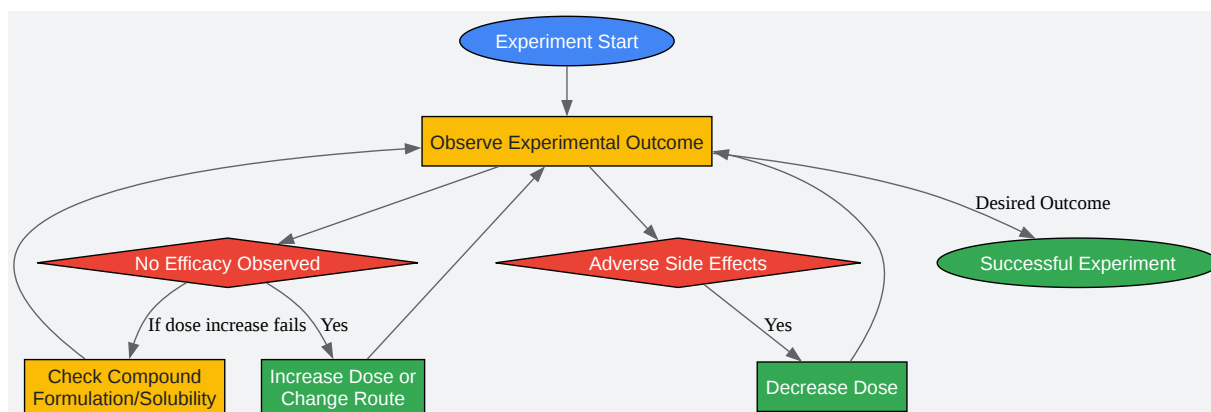 Experiment Start
Observe Experimental Outcome
Desired Outcome
No Efficacy Observed
Adverse Side Effects
Successful Experiment
If dose increase fails
Yes
Yes
Check Compound
Formulation/Solubility
Increase Dose or
Change Route
Decrease Dose